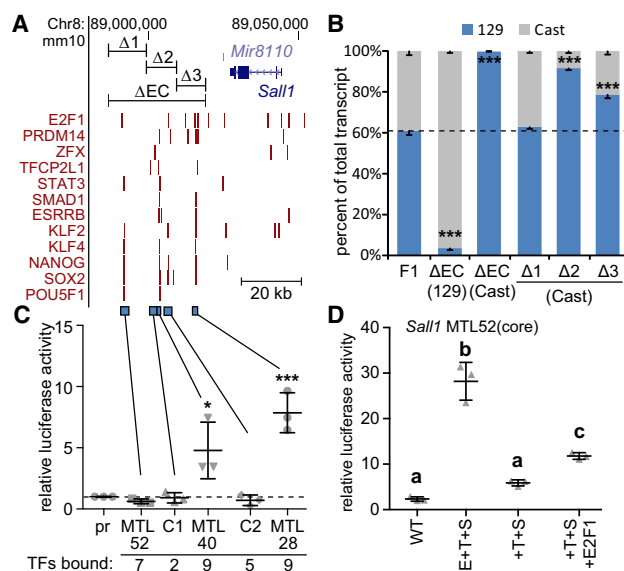 A
Chr8:
mm10
89,000,000
89,050,000
Δ1
Δ2
Δ3
ΔEC
Mir8110
Sall1
E2F1
PRDM14
ZFX
TFCP2L1
STAT3
SMAD1
ESRRB
KLF2
KLF4
NANOG
SOX2
POU5F1
20 kb
B
129
Cast
percent of total transcript
100%
80%
60%
40%
20%
0%
***
***
***
***
F1
ΔEC
(129)
ΔEC
(Cast)
Δ1
Δ2
Δ3
(Cast)
C
relative luciferase activity
15
10
5
0
*
***
pr
MTL
52
C1
MTL
40
C2
MTL
28
TFs bound:
7
2
9
5
9
D
Sall1 MTL52(core)
relative luciferase activity
40
30
20
10
0
a
b
a
c
WT
E+T+S
+T+S
+T+S
+E2F1